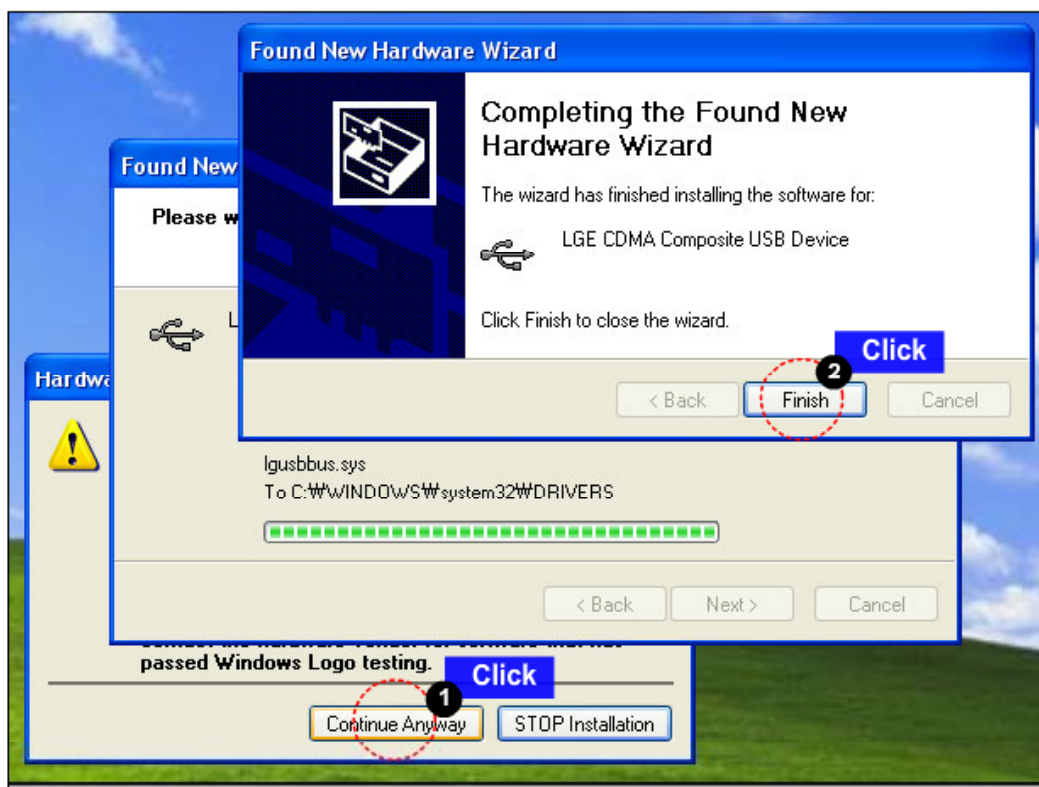 Found New Hardware Wizard
Completing the Found New
Hardware Wizard
The wizard has finished installing the software for:
LGE CDMA Composite USB Device
Click Finish to close the wizard.
Click
2
< Back
Finish
Cancel
Found New
Please w
L
lgusbbus.sys
To C:₩WINDOWS₩system32₩DRIVERS
< Back
Next >
Cancel
Hardwa
passed Windows Logo testing.
Click
1
Continue Anyway
STOP Installation